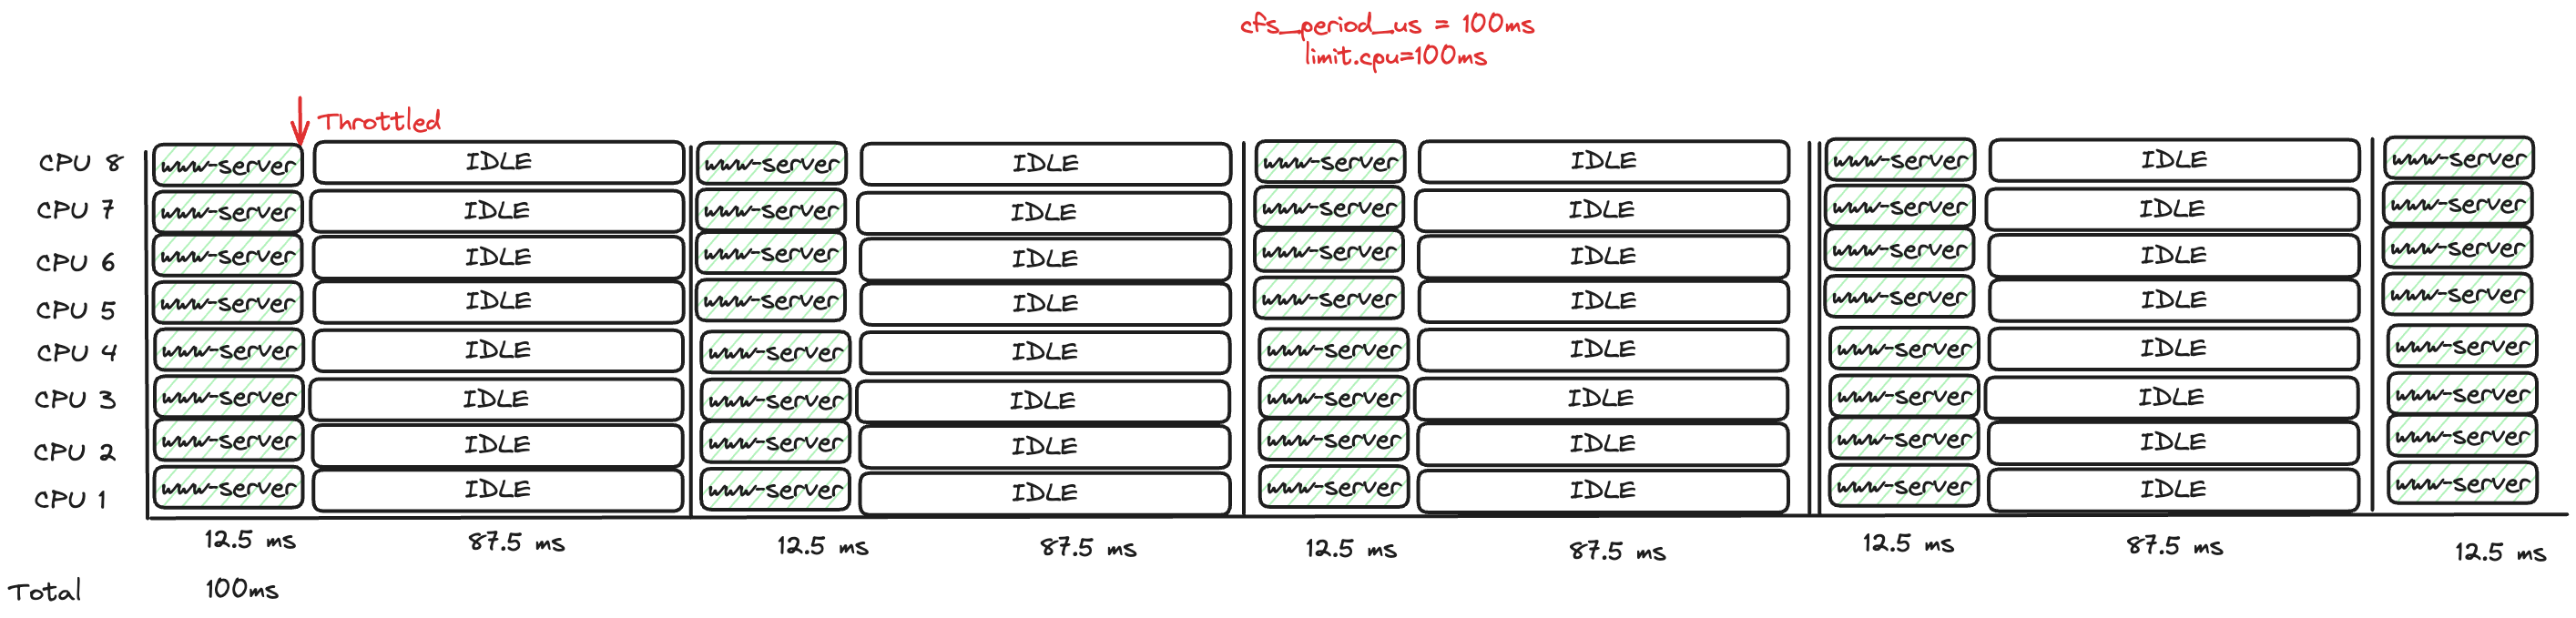 cfs_period_us = 100ms
limit.cpu=100ms
Throttled
CPU 8 www-server IDLE www-server IDLE www-server IDLE www-server IDLE www-server
CPU 7 www-server IDLE www-server IDLE www-server IDLE www-server IDLE www-server
CPU 6 www-server IDLE www-server IDLE www-server IDLE www-server IDLE www-server
CPU 5 www-server IDLE www-server IDLE www-server IDLE www-server IDLE www-server
CPU 4 www-server IDLE www-server IDLE www-server IDLE www-server IDLE www-server
CPU 3 www-server IDLE www-server IDLE www-server IDLE www-server IDLE www-server
CPU 2 www-server IDLE www-server IDLE www-server IDLE www-server IDLE www-server
CPU 1 www-server IDLE www-server IDLE www-server IDLE www-server IDLE www-server
12.5 ms 87.5 ms 12.5 ms 87.5 ms 12.5 ms 87.5 ms 12.5 ms 87.5 ms 12.5 ms
Total 100ms